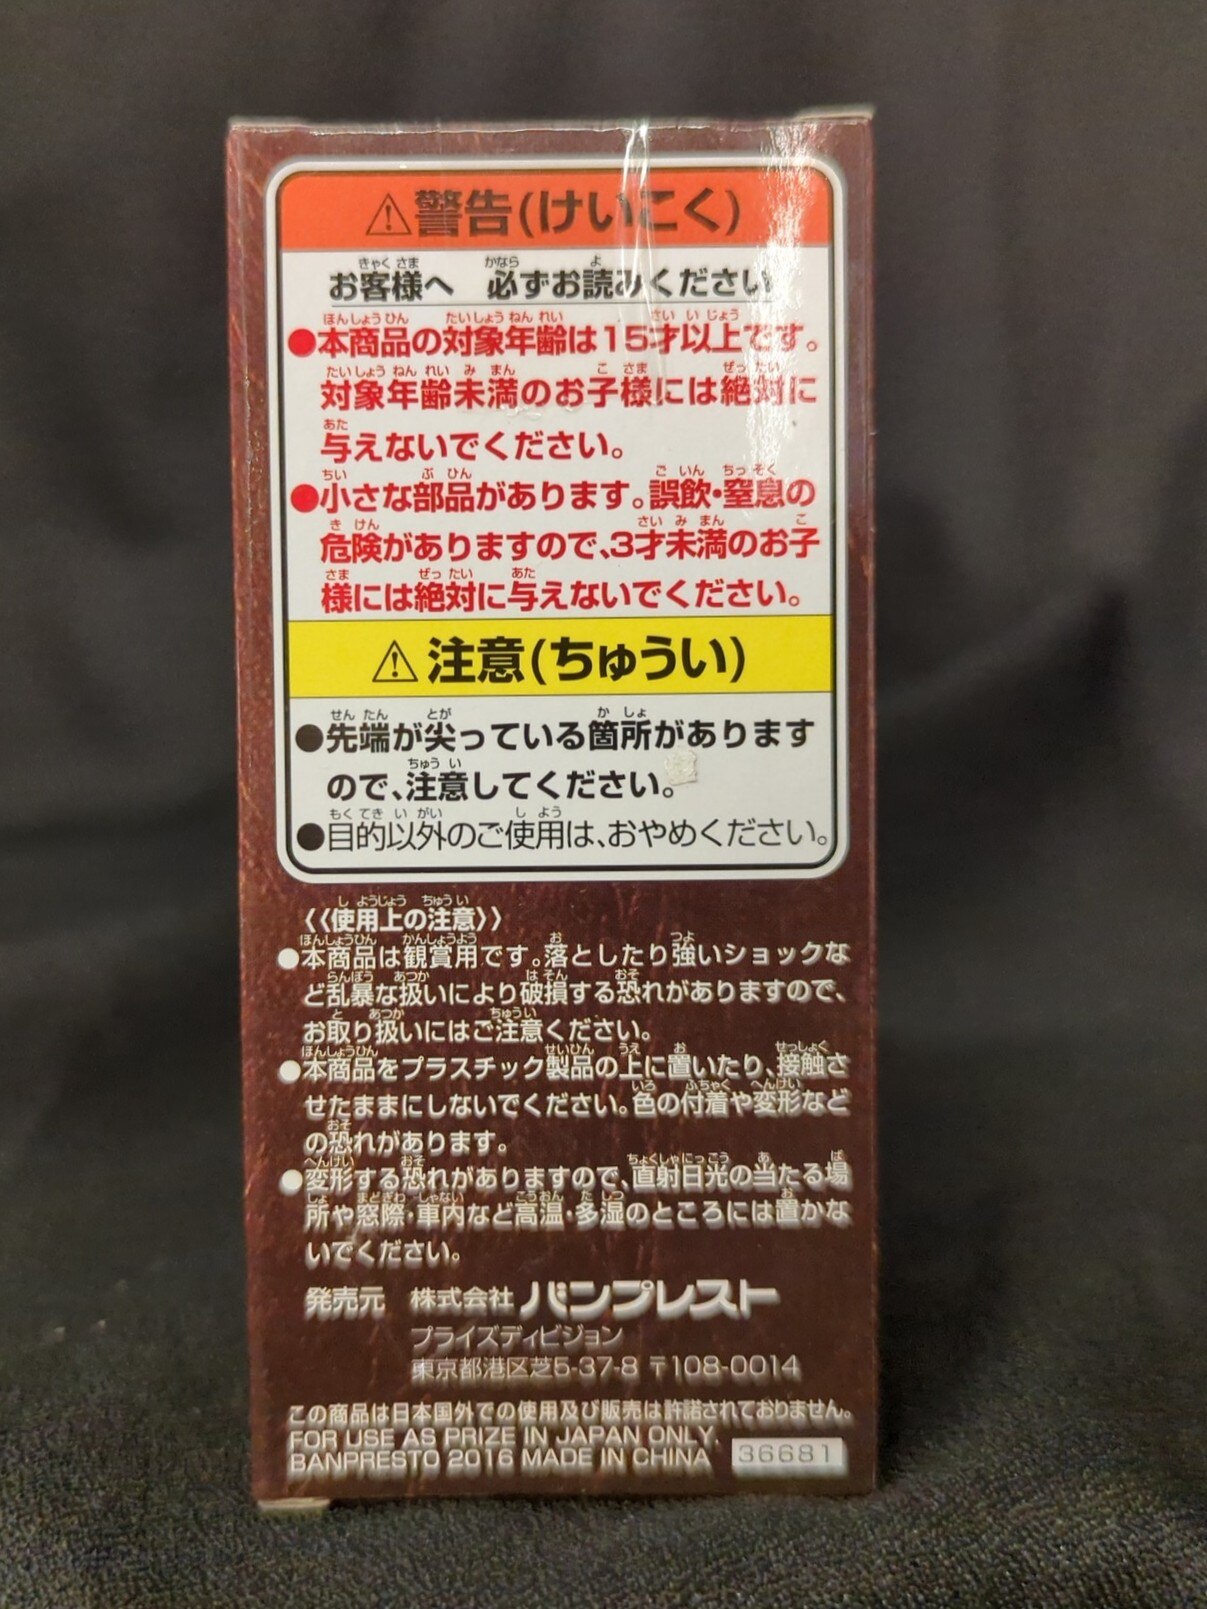 ⚠警告(けいこく)
お客様へ 必ずお読みください
●本商品の対象年齢は15才以上です。
対象年齢未満のお子様には絶対に
与えないでください。
●小さな部品があります。誤飲・窒息の
危険がありますので、3才未満のお子
様には絶対に与えないでください。
⚠注意(ちゅうい)
●先端が尖っている箇所があります
ので、注意してください。
●目的以外のご使用は、おやめください。
《使用上の注意》
●本商品は観賞用です。落としたり強いショックな
ど乱暴な扱いにより破損する恐れがありますので、
お取り扱いにはご注意ください。
●本商品をプラスチック製品の上に置いたり、接触さ
せたままにしないでください。色の付着や変形など
の恐れがあります。
●変形する恐れがありますので、直射日光の当たる場
所や窓際・車内など高温・多湿のところには置かな
いでください。
発売元 株式会社バンプレスト
プライズディビジョン
東京都港区芝5-37-8 〒108-0014
この商品は日本国外での使用及び販売は許諾されておりません。
FOR USE AS PRIZE IN JAPAN ONLY.
BANPRESTO 2016 MADE IN CHINA 36681